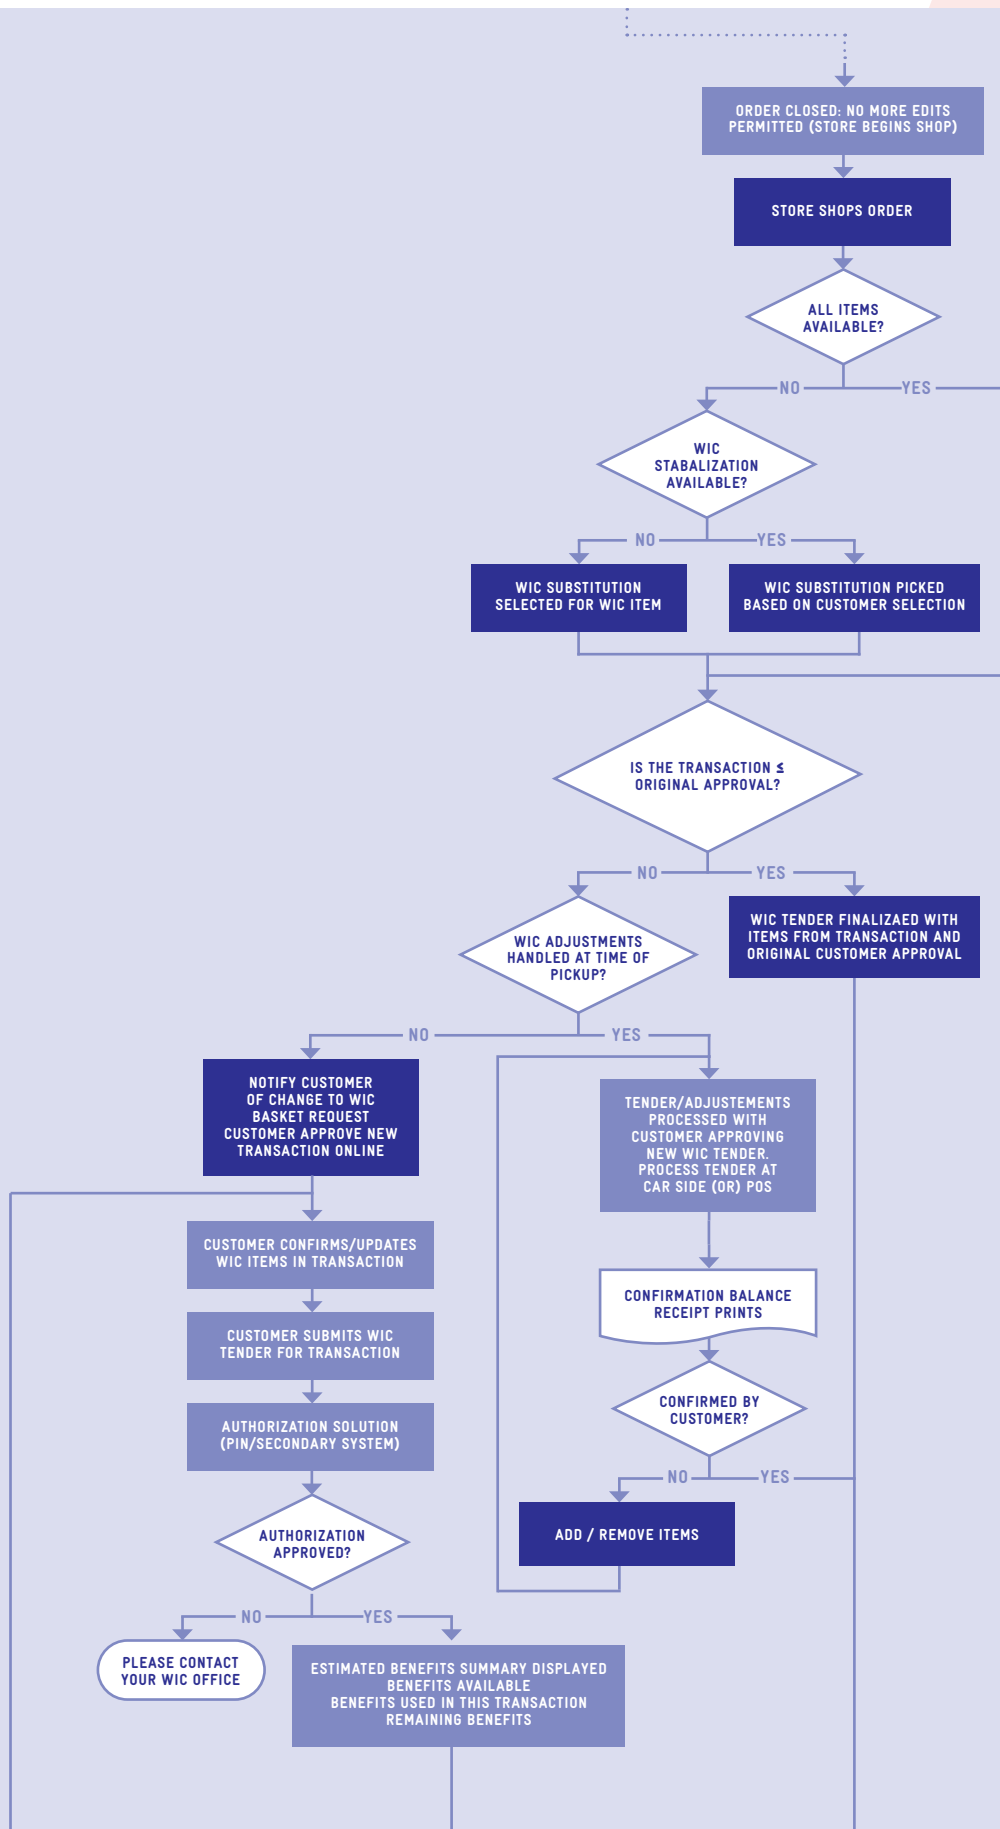 ORDER CLOSED: NO MORE EDITS
PERMITTED (STORE BEGINS SHOP)
STORE SHOPS ORDER
ALL ITEMS
AVAILABLE?
NO
YES
WIC
STABALIZATION
AVAILABLE?
NO
YES
WIC SUBSTITUTION
SELECTED FOR WIC ITEM
WIC SUBSTITUTION PICKED
BASED ON CUSTOMER SELECTION
IS THE TRANSACTION ≤
ORIGINAL APPROVAL?
NO
YES
WIC ADJUSTMENTS
HANDLED AT TIME OF
PICKUP?
WIC TENDER FINALIZAED WITH
ITEMS FROM TRANSACTION AND
ORIGINAL CUSTOMER APPROVAL
NO
YES
NOTIFY CUSTOMER
OF CHANGE TO WIC
BASKET REQUEST
CUSTOMER APPROVE NEW
TRANSACTION ONLINE
TENDER/ADJUSTEMENTS
PROCESSED WITH
CUSTOMER APPROVING
NEW WIC TENDER.
PROCESS TENDER AT
CAR SIDE (OR) POS
CUSTOMER CONFIRMS/UPDATES
WIC ITEMS IN TRANSACTION
CONFIRMATION BALANCE
RECEIPT PRINTS
CUSTOMER SUBMITS WIC
TENDER FOR TRANSACTION
CONFIRMED BY
CUSTOMER?
AUTHORIZATION SOLUTION
(PIN/SECONDARY SYSTEM)
NO
YES
ADD / REMOVE ITEMS
AUTHORIZATION
APPROVED?
NO
YES
PLEASE CONTACT
YOUR WIC OFFICE
ESTIMATED BENEFITS SUMMARY DISPLAYED
BENEFITS AVAILABLE
BENEFITS USED IN THIS TRANSACTION
REMAINING BENEFITS